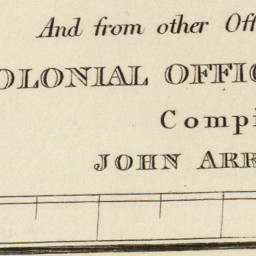 And from other Off
OLONIAL OFFIC
Compi
JOHN ARR